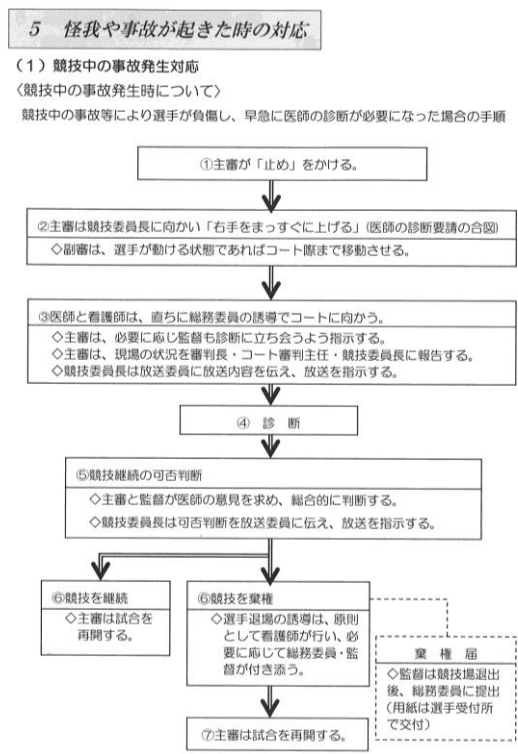 5 怪我や事故が起きた時の対応
（１）競技中の事故発生対応
〈競技中の事故発生時について〉
競技中の事故等により選手が負傷し、早急に医師の診断が必要になった場合の手順
①主審が「止め」をかける。
②主審は競技委員長に向かい「右手をまっすぐに上げる」（医師の診断要請の合図）
◇副審は、選手が動ける状態であればコート際まで移動させる。
③医師と看護師は、直ちに総務委員の誘導でコートに向かう。
◇主審は、必要に応じ監督も診断に立ち会うよう指示する。
◇主審は、現場の状況を審判長・コート審判主任・競技委員長に報告する。
◇競技委員長は放送委員に放送内容を伝え、放送を指示する。
④ 診 断
⑤競技継続の可否判断
◇主審と監督が医師の意見を求め、総合的に判断する。
◇競技委員長は可否判断を放送委員に伝え、放送を指示する。
⑥競技を継続
◇主審は試合を
再開する。
⑥競技を棄権
◇選手退場の誘導は、原則
として看護師が行い、必
要に応じて総務委員・監
督が付き添う。
棄 権 届
◇監督は競技場退出
後、総務委員に提出
（用紙は選手受付所
で交付）
⑦主審は試合を再開する。